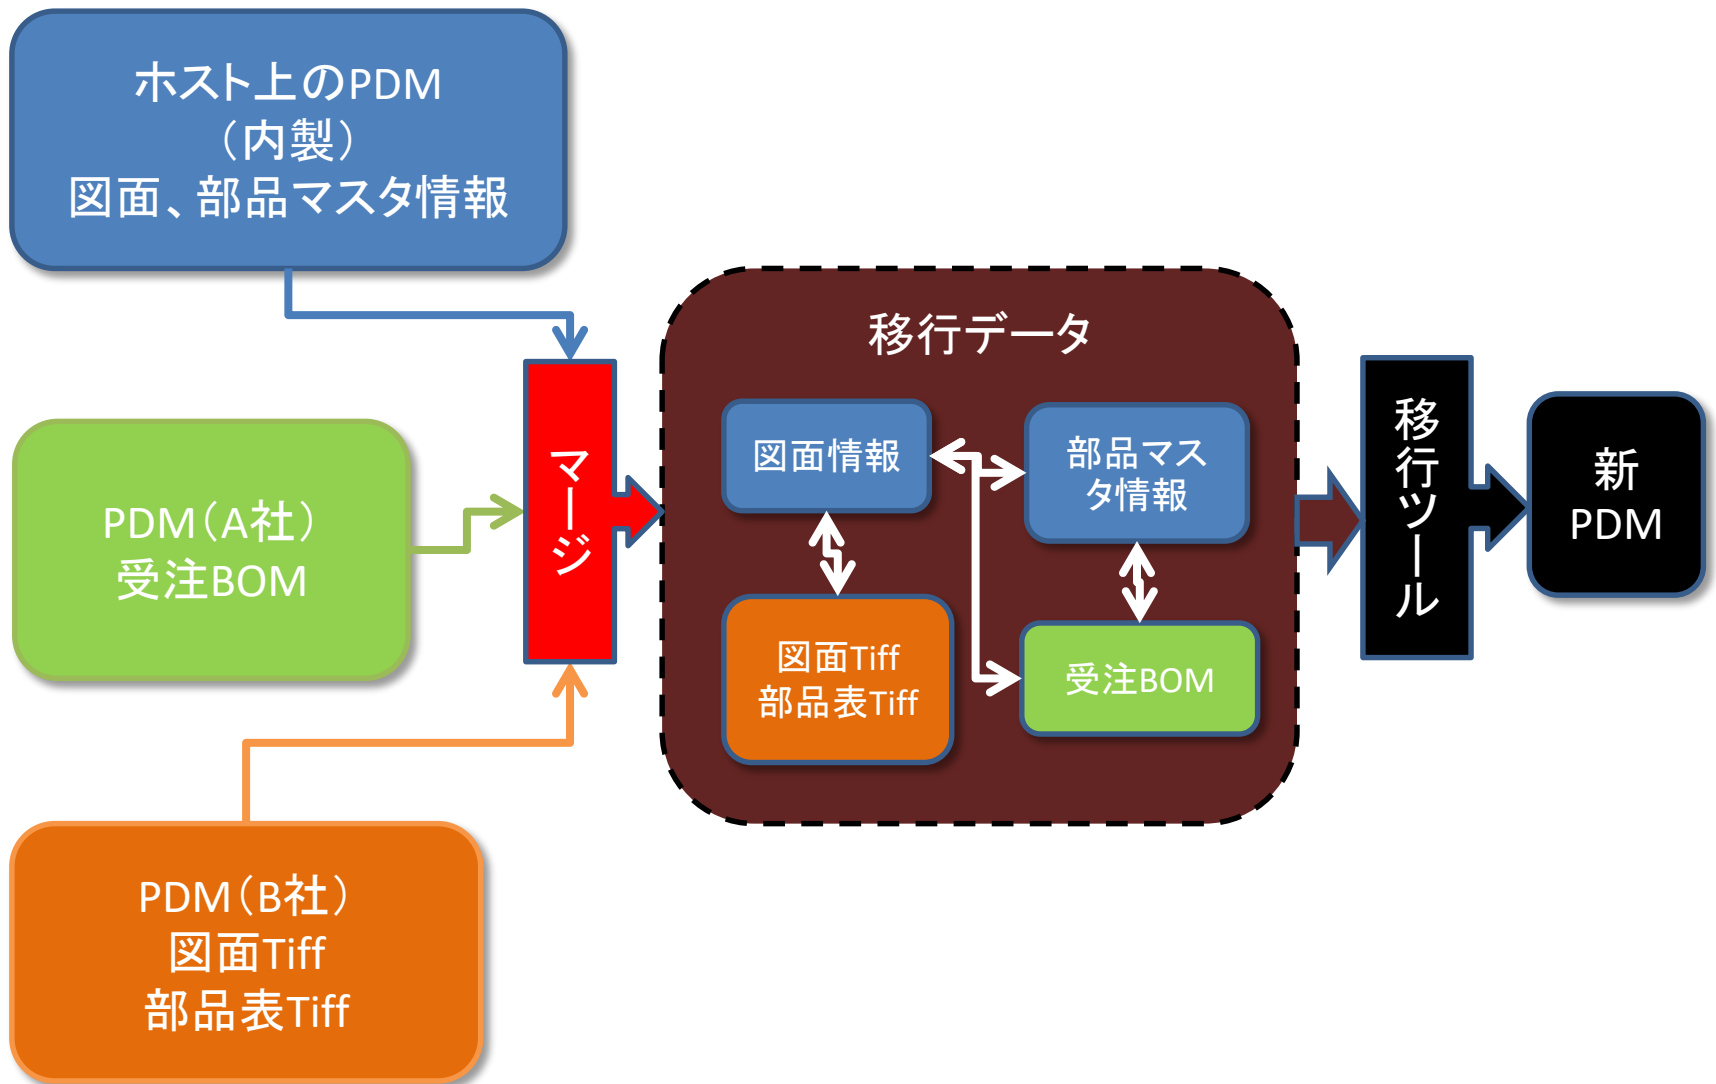 ホスト上のPDM
（内製）
図面、部品マスタ情報
PDM（A社）
受注BOM
PDM（B社）
図面Tiff
部品表Tiff
マージ
移行データ
図面情報
部品マス
タ情報
図面Tiff
部品表Tiff
受注BOM
移行ツール
新
PDM